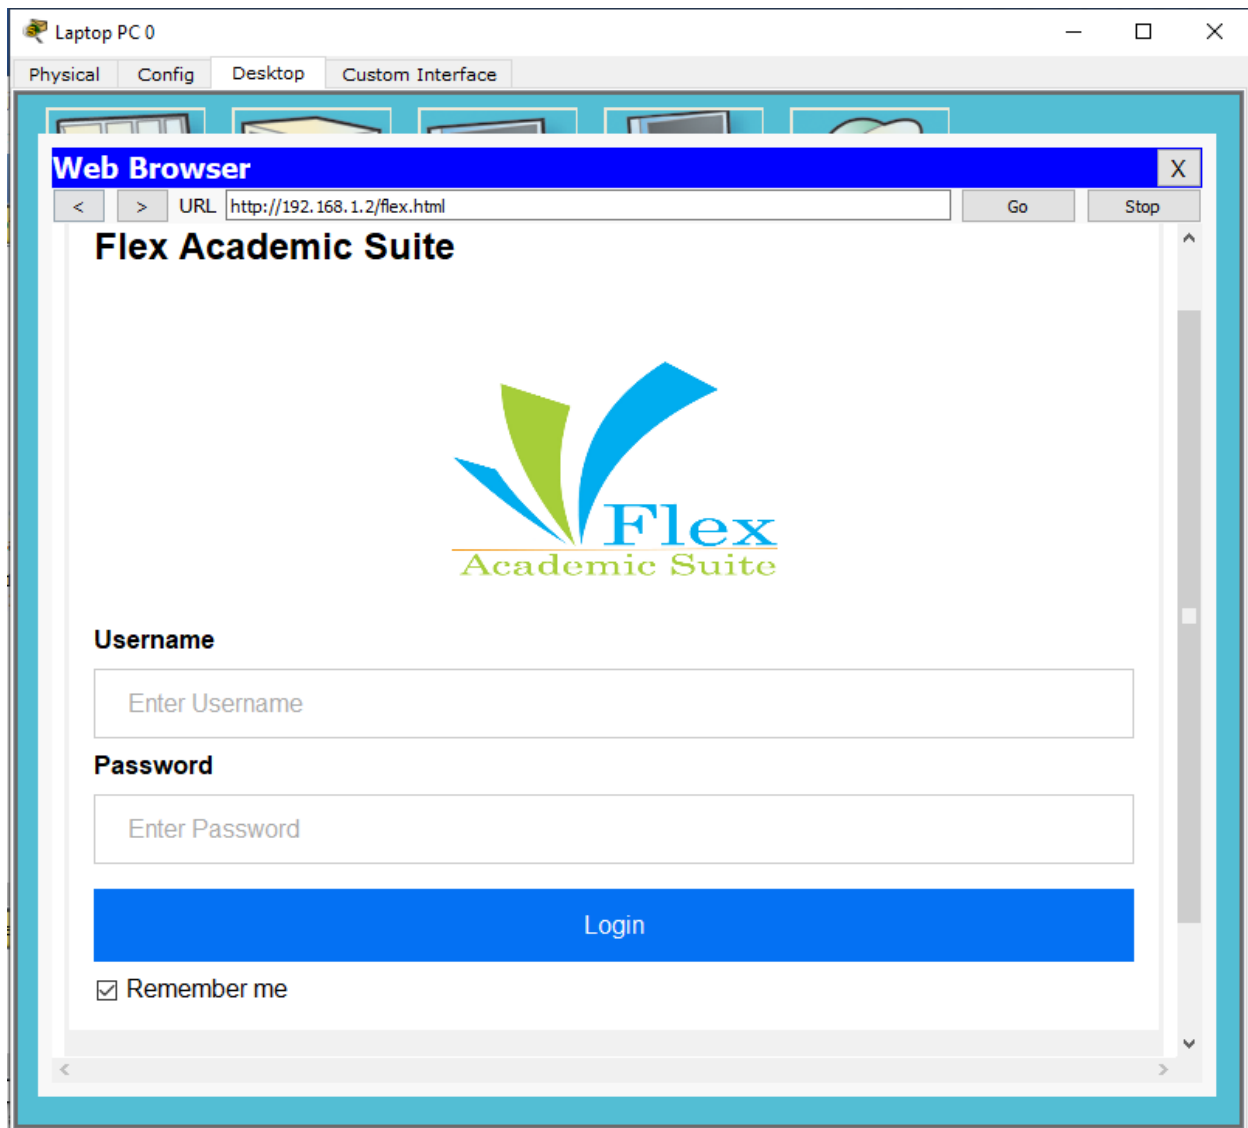 Laptop PC 0
Physical Config Desktop Custom Interface
Web Browser X
< > URL http://192.168.1.2/flex.html Go Stop
Flex Academic Suite
Flex
Academic Suite
Username
Enter Username
Password
Enter Password
Login
Remember me